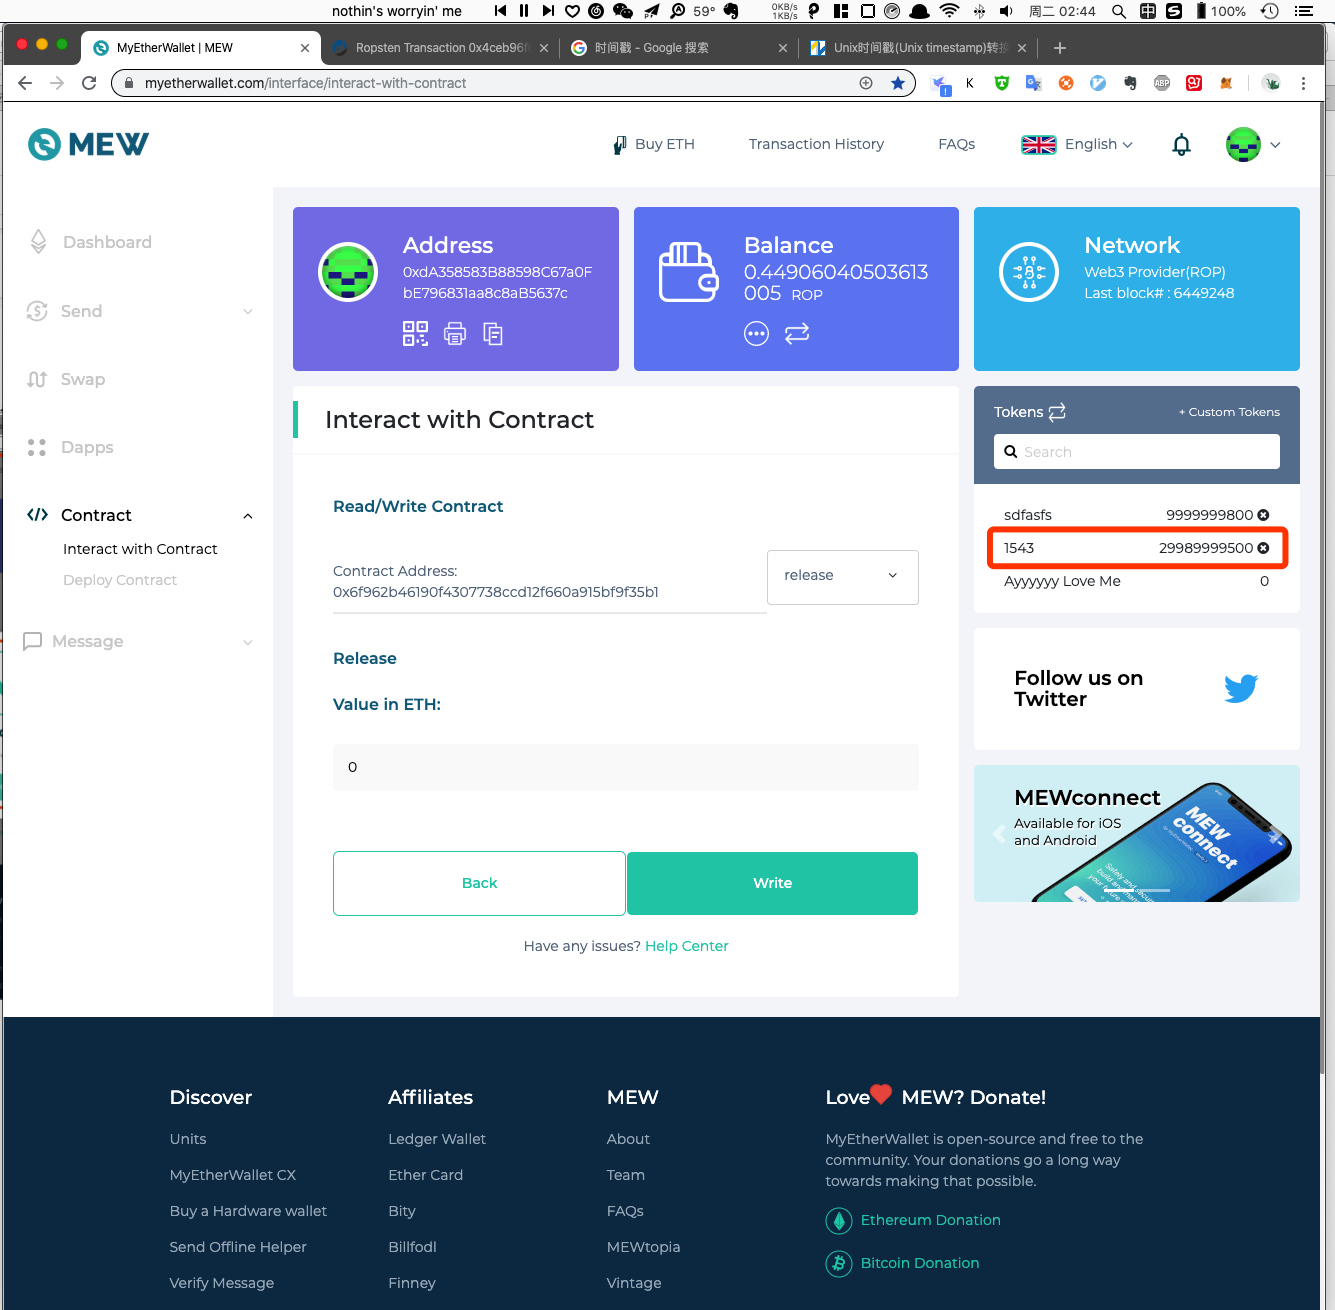 nothin's worryin' me
59°
0KB/s
1KB/s
周二 02:44
100%
MyEtherWallet | MEW
Ropsten Transaction 0x4ceb96f
时间戳 - Google 搜索
Unix时间戳(Unix timestamp)转换
myetherwallet.com/interface/interact-with-contract
MEW
Buy ETH
Transaction History
FAQs
English
Dashboard
Send
Swap
Dapps
Contract
Interact with Contract
Deploy Contract
Message
Address
0xdA358583B88598C67a0F
bE796831aa8c8aB5637c
Balance
0.44906040503613
005 ROP
Network
Web3 Provider(ROP)
Last block# : 6449248
Interact with Contract
Read/Write Contract
Contract Address:
0x6f962b46190f4307738ccd12f660a915bf9f35b1
release
Release
Value in ETH:
0
Back
Write
Have any issues? Help Center
Tokens
+ Custom Tokens
Search
sdfasfs 9999999800
1543 29989999500
Ayyyyyy Love Me 0
Follow us on
Twitter
MEWconnect
Available for iOS
and Android
MEW
connect
Discover
Units
MyEtherWallet CX
Buy a Hardware wallet
Send Offline Helper
Verify Message
Affiliates
Ledger Wallet
Ether Card
Bity
Billfodl
Finney
MEW
About
Team
FAQs
MEWtopia
Vintage
Love MEW? Donate!
MyEtherWallet is open-source and free to the
community. Your donations go a long way
towards making that possible.
Ethereum Donation
Bitcoin Donation